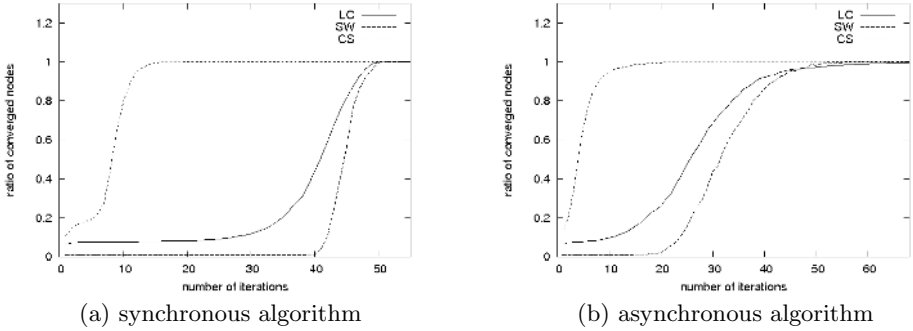 1.2
1
0.8
0.6
0.4
0.2
0
ratio of converged nodes
LC
SW
CS
0 10 20 30 40 50
number of iterations
(a) synchronous algorithm
1.2
1
0.8
0.6
0.4
0.2
0
ratio of converged nodes
LC
SW
CS
0 10 20 30 40 50 60
number of iterations
(b) asynchronous algorithm